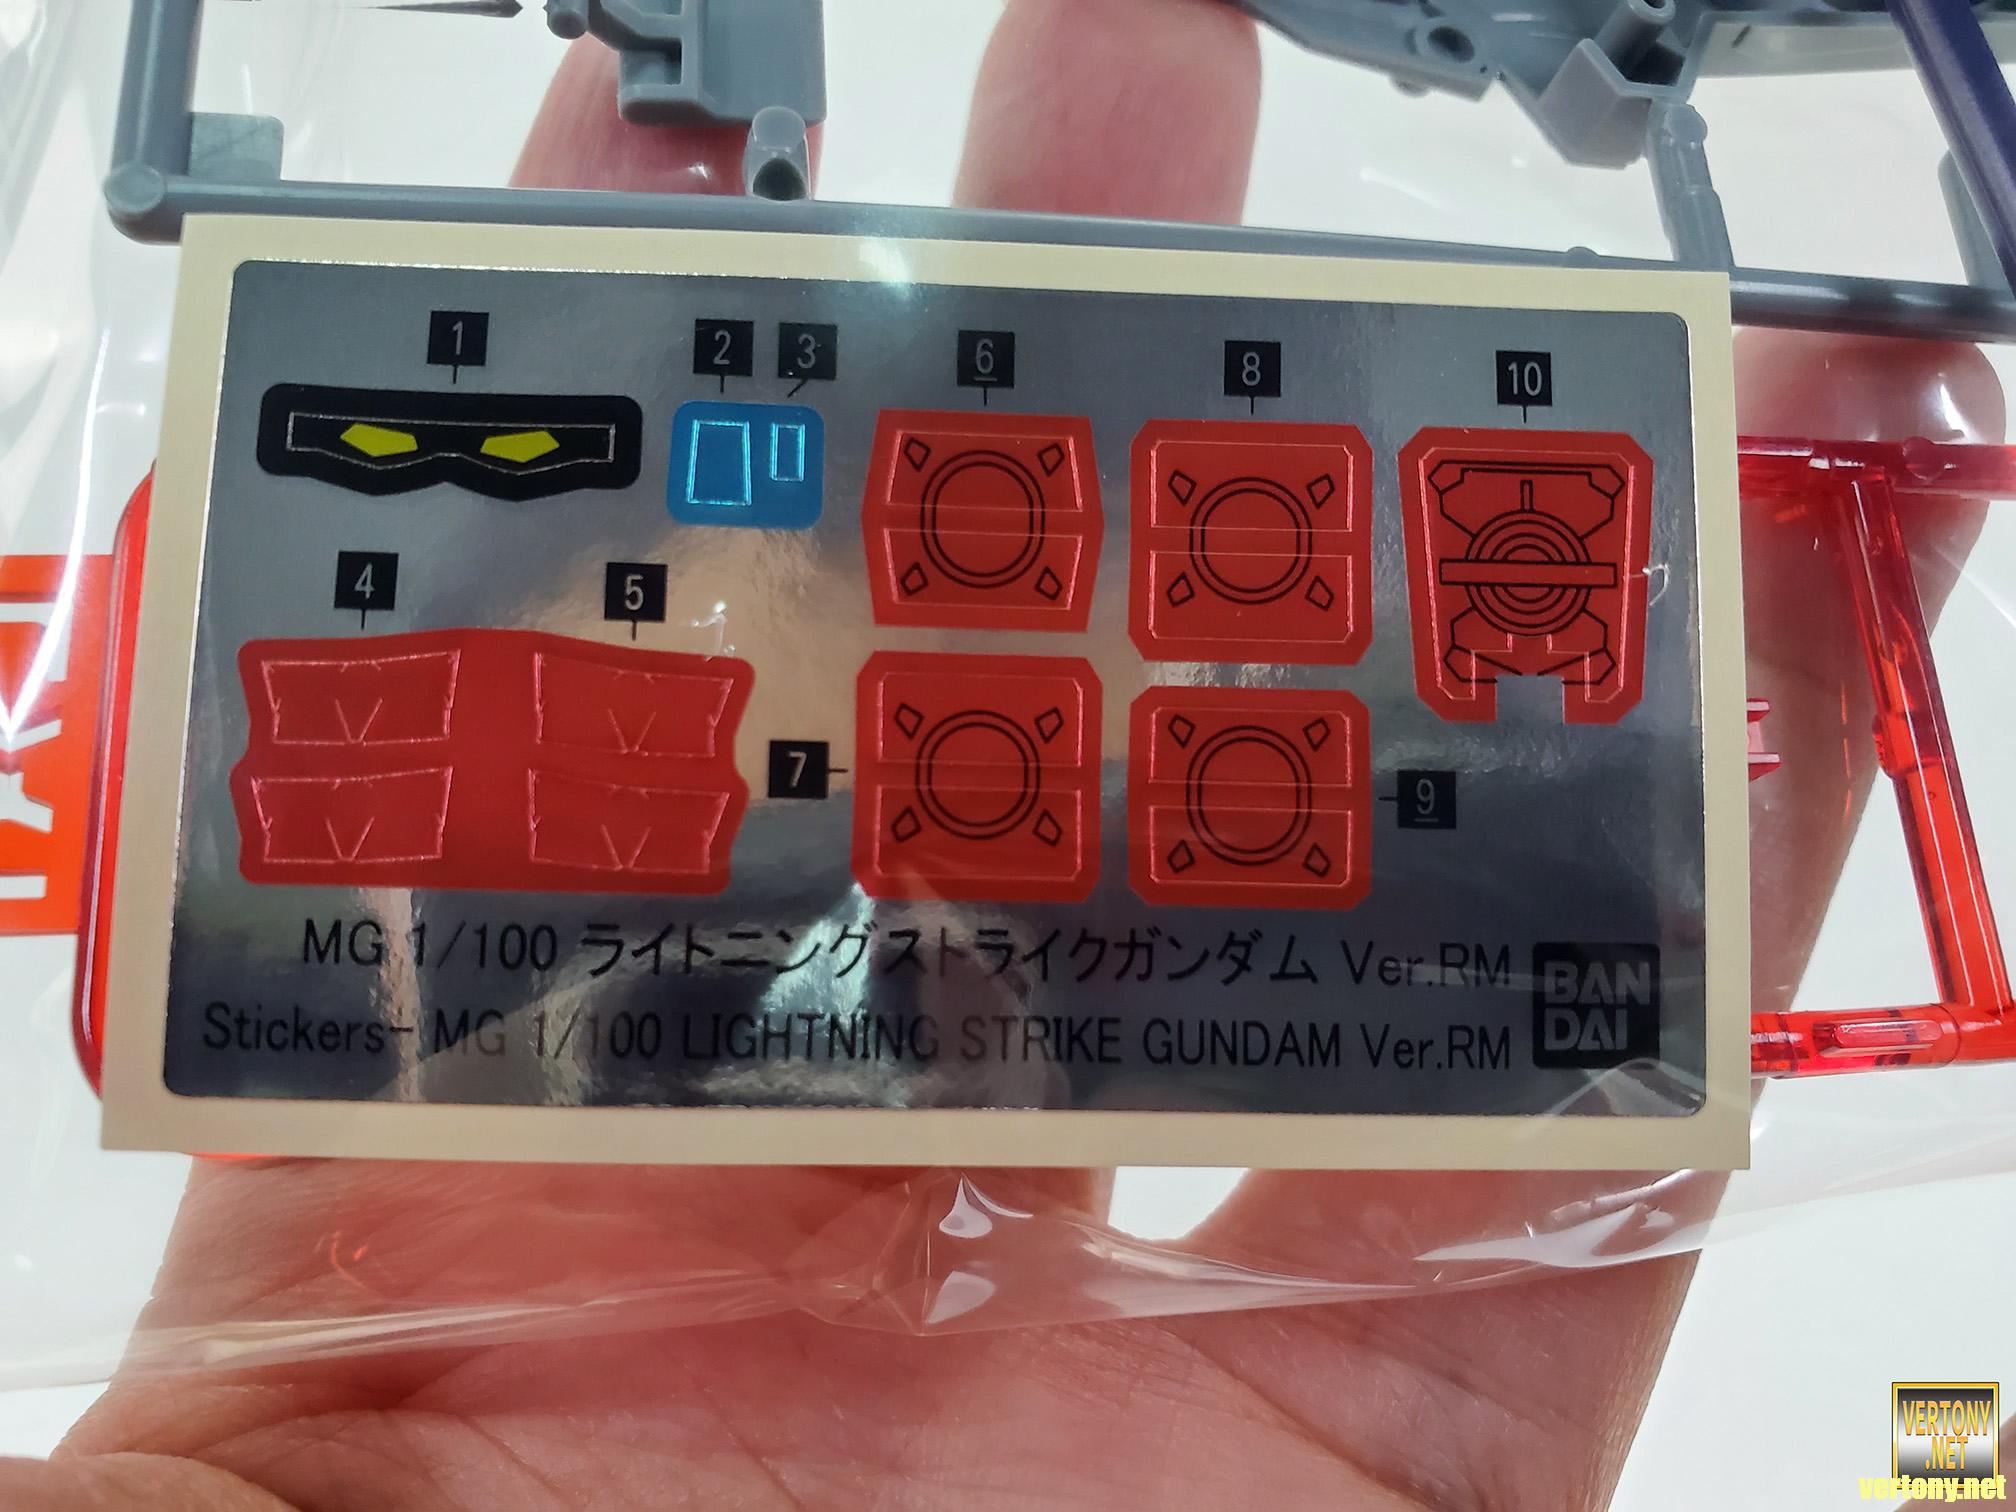 1
2
3
6
8
10
4
5
7
9
MG 1/100 ライトニングストライクガンダム Ver.RM
Stickers- MG 1/100 LIGHTNING STRIKE GUNDAM Ver.RM
BAN
DAI
VERTONY
.NET
vertony.net